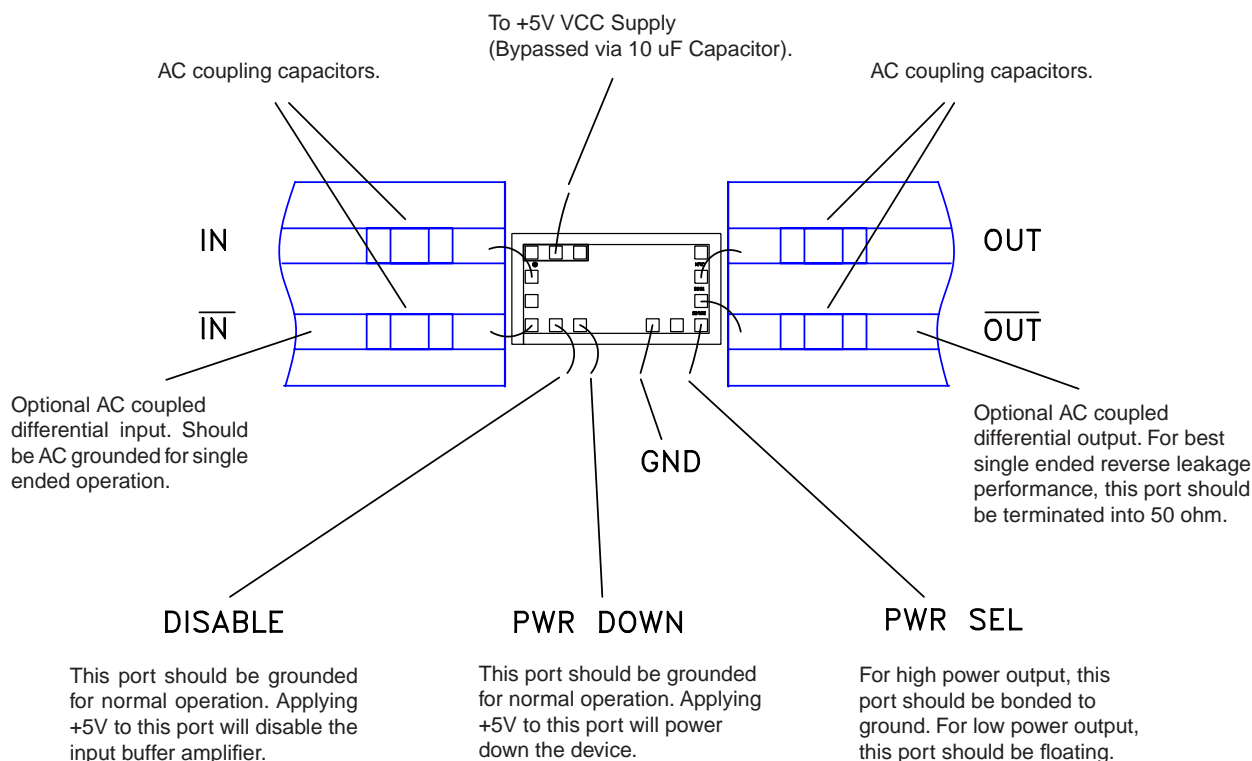 To +5V VCC Supply
(Bypassed via 10 uF Capacitor).
AC coupling capacitors.
AC coupling capacitors.
IN
OUT
IN
OUT
Optional AC coupled
differential input. Should
be AC grounded for single
ended operation.
GND
Optional AC coupled
differential output. For best
single ended reverse leakage
performance, this port should
be terminated into 50 ohm.
DISABLE
This port should be grounded
for normal operation. Applying
+5V to this port will disable the
input buffer amplifier.
PWR DOWN
This port should be grounded
for normal operation. Applying
+5V to this port will power
down the device.
PWR SEL
For high power output, this
port should be bonded to
ground. For low power output,
this port should be floating.